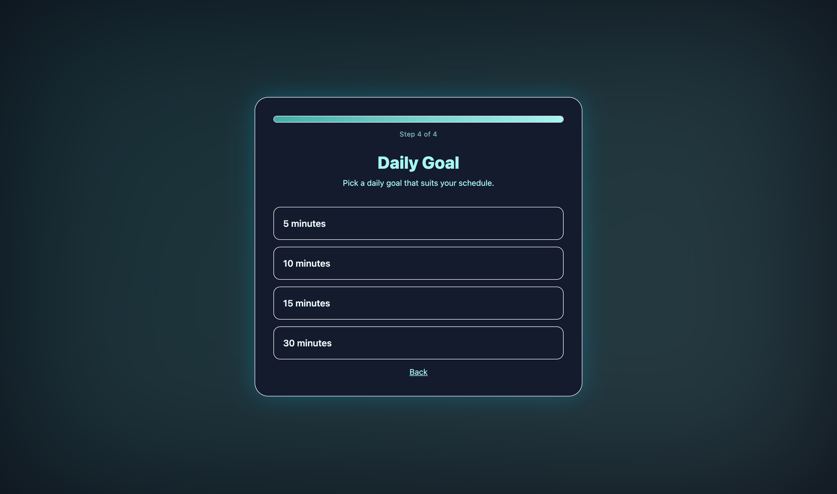 Step 4 of 4
Daily Goal
Pick a daily goal that suits your schedule.
5 minutes
10 minutes
15 minutes
30 minutes
Back